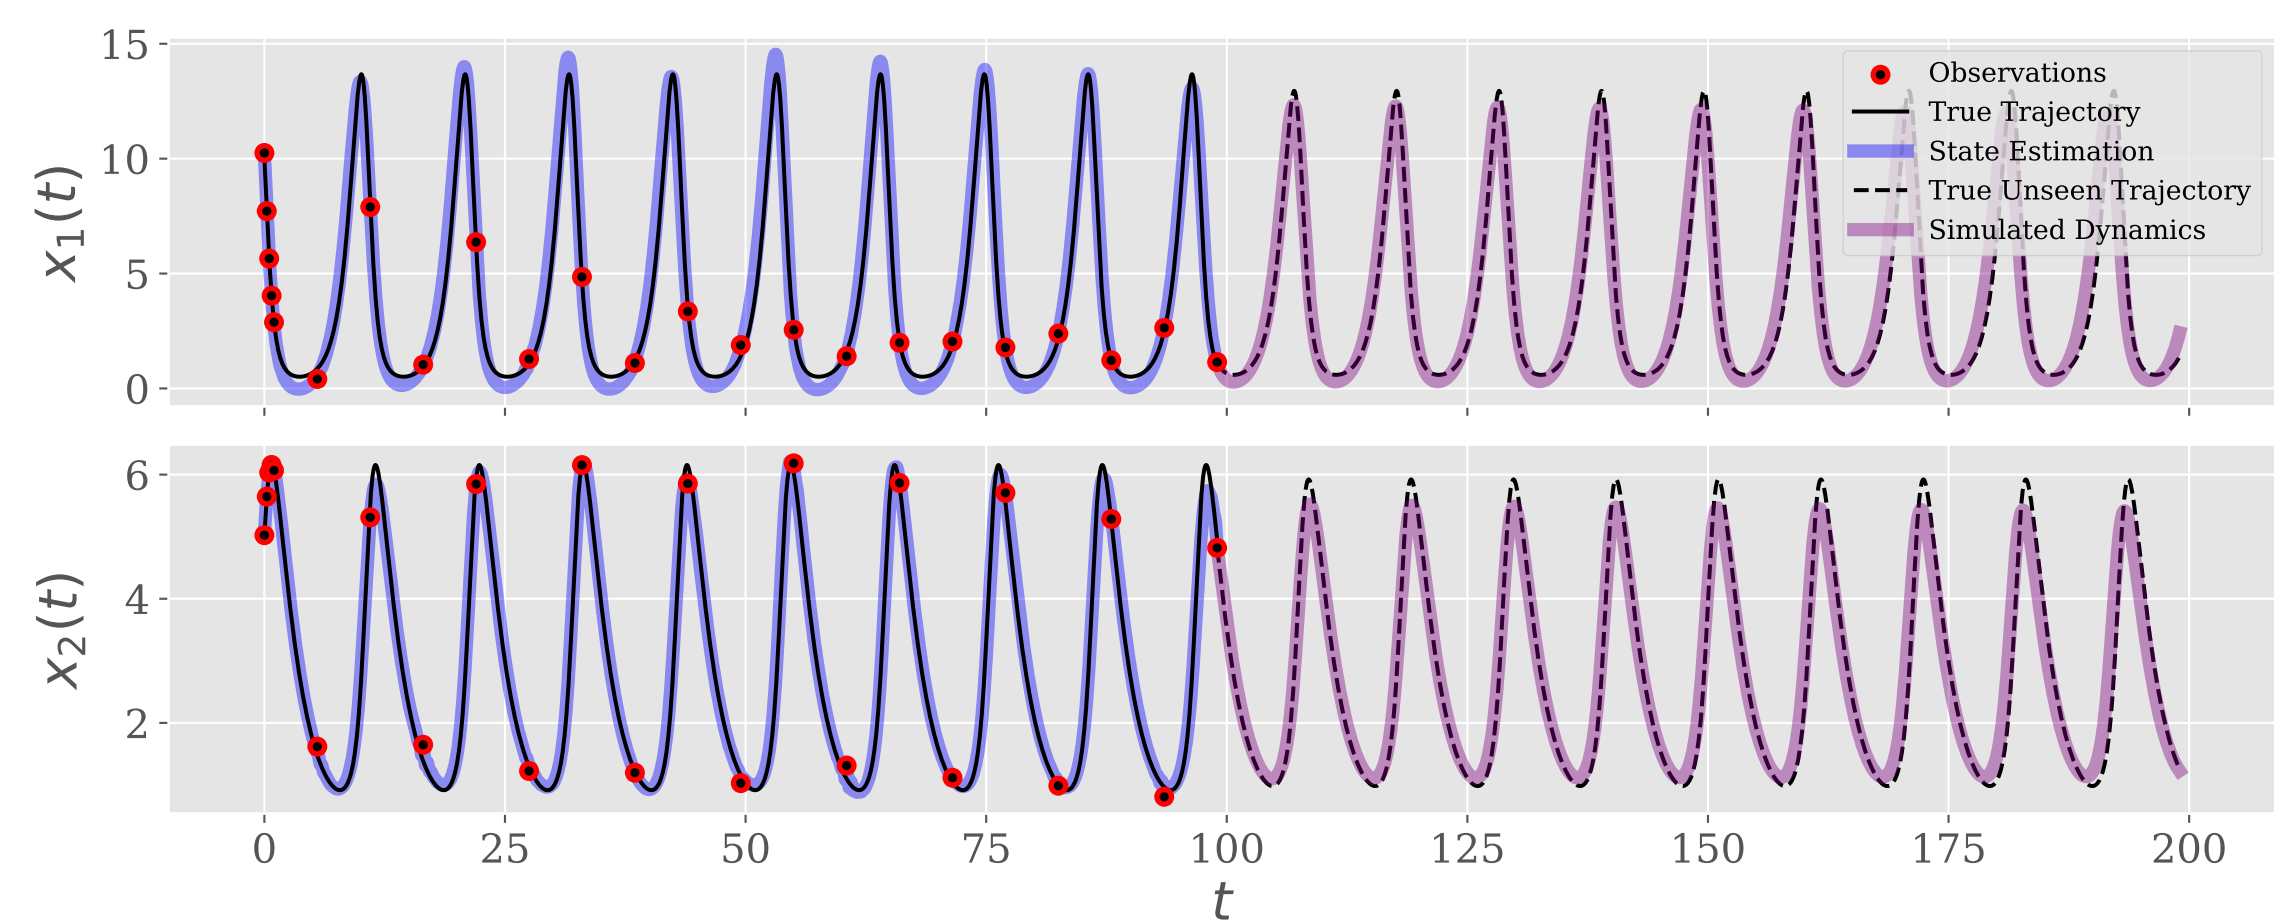 15
10
5
0
x1(t)
Observations
True Trajectory
State Estimation
True Unseen Trajectory
Simulated Dynamics
6
4
2
x2(t)
0 25 50 75 100 125 150 175 200
t